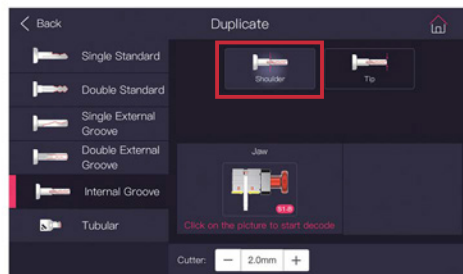 Back
Duplicate
Single Standard
Double Standard
Single External
Groove
Double External
Groove
Internal Groove
Tubular
Shoulder
Tip
Jaw
S1-B
Click on the picture to start decode
Cutter:
−
2.0mm
+